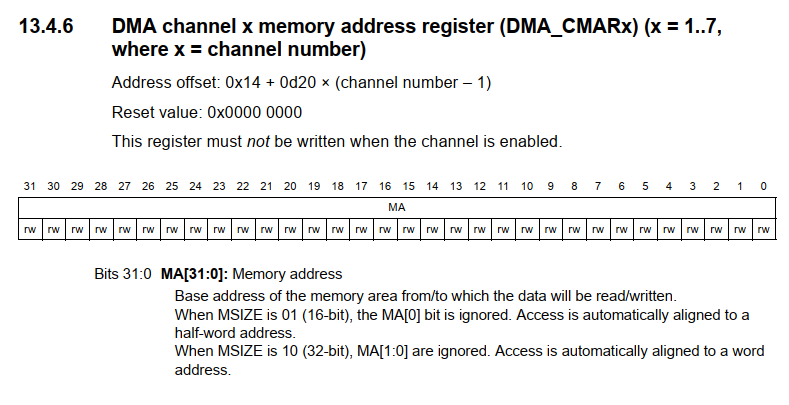 13.4.6 DMA channel x memory address register (DMA_CMARx) (x = 1..7,
where x = channel number)
Address offset: 0x14 + 0d20 × (channel number – 1)
Reset value: 0x0000 0000
This register must not be written when the channel is enabled.
31 30 29 28 27 26 25 24 23 22 21 20 19 18 17 16 15 14 13 12 11 10 9 8 7 6 5 4 3 2 1 0
MA
rw rw rw rw rw rw rw rw rw rw rw rw rw rw rw rw rw rw rw rw rw rw rw rw rw rw rw rw rw rw rw rw
Bits 31:0 MA[31:0]: Memory address
Base address of the memory area from/to which the data will be read/written.
When MSIZE is 01 (16-bit), the MA[0] bit is ignored. Access is automatically aligned to a
half-word address.
When MSIZE is 10 (32-bit), MA[1:0] are ignored. Access is automatically aligned to a word
address.